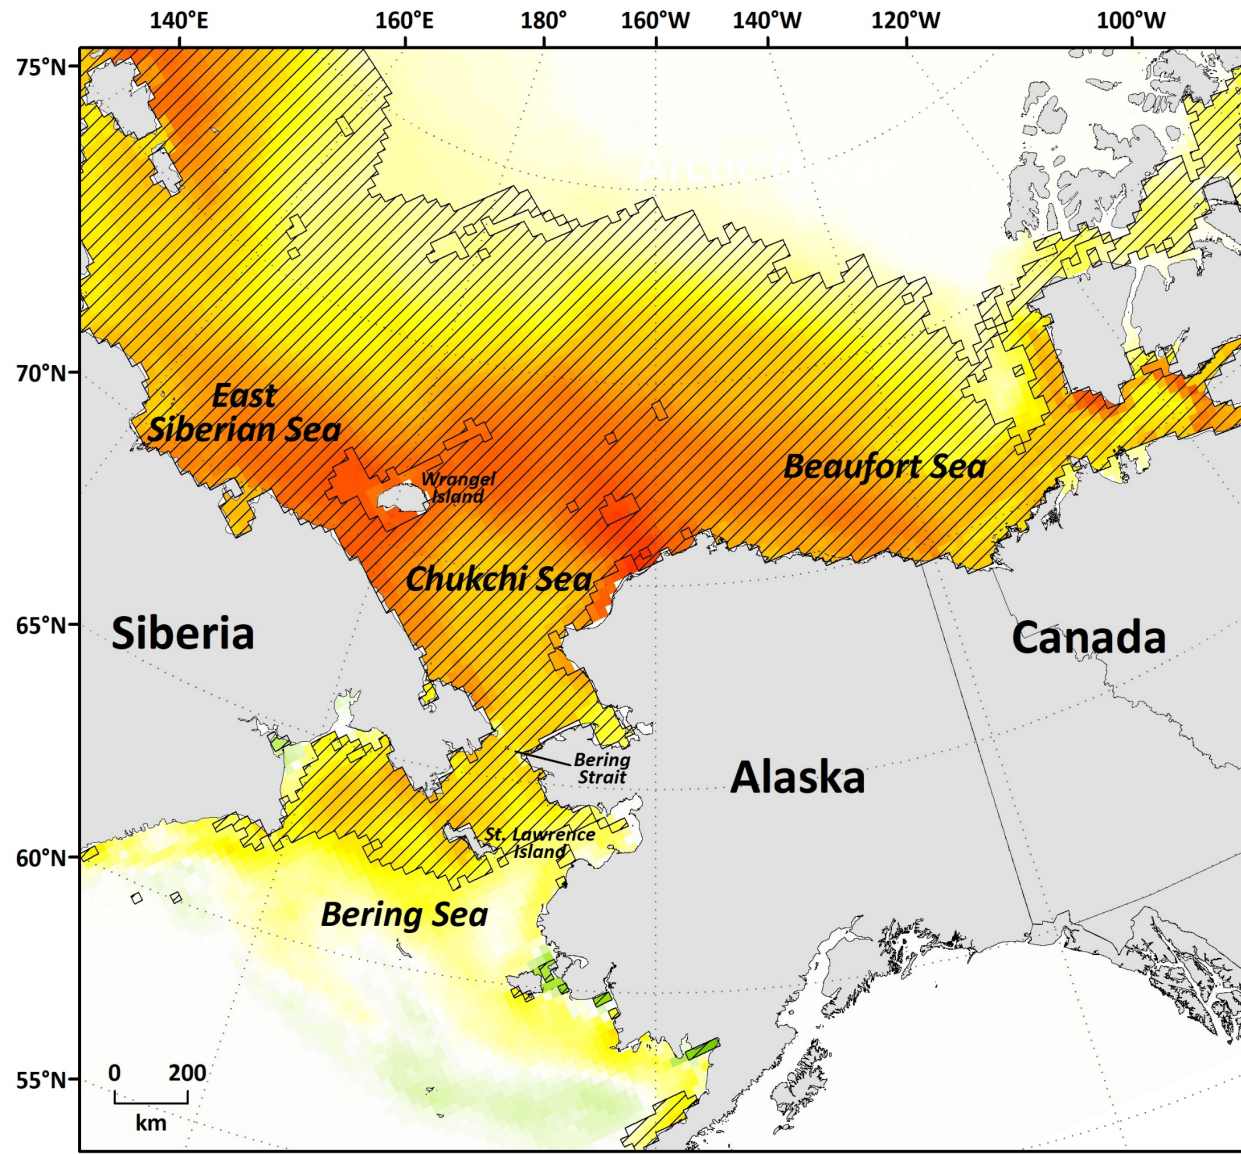 140°E 160°E 180° 160°W 140°W 120°W 100°W
75°N
Arctic
70°N
East
Siberian Sea
Beaufort Sea
Wrangel
Island
Chukchi Sea
65°N
Siberia
Canada
Bering
Strait
Alaska
St. Lawrence
Island
60°N
Bering Sea
55°N
0 200
km